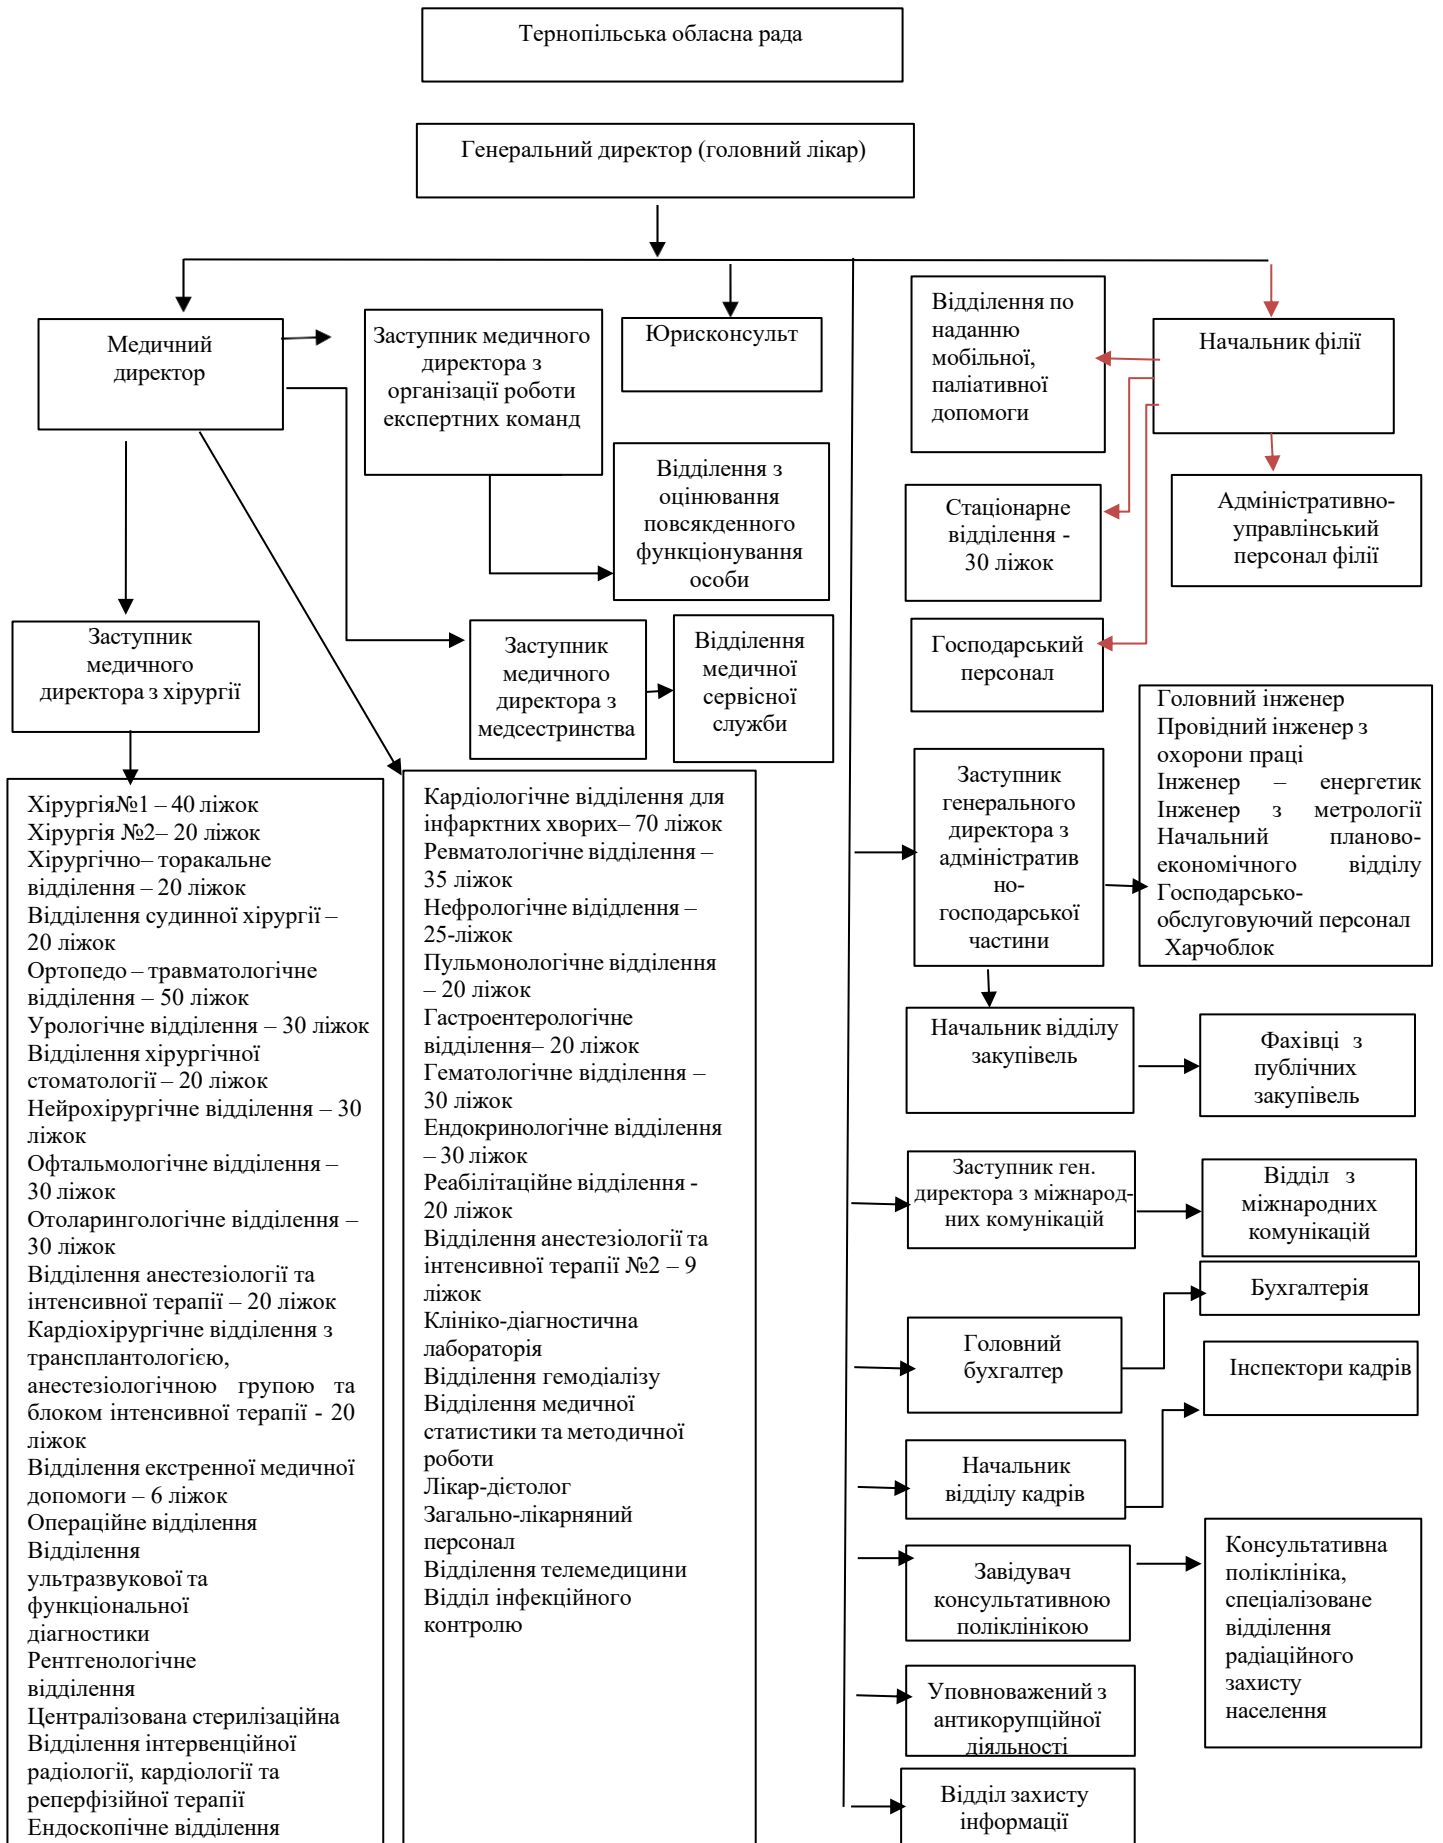 Тернопільська обласна рада
Генеральний директор (головний лікар)
Медичний
директор
Заступник медичного
директора з
організації роботи
експертних команд
Юрисконсульт
Відділення по
наданню
мобільної,
паліативної
допомоги
Начальник філії
Відділення з
оцінювання
повсякденного
функціонування
особи
Стаціонарне
відділення -
30 ліжок
Адміністративно-
управлінський
персонал філії
Заступник
медичного
директора з хірургії
Заступник
медичного
директора з
медсестринства
Відділення
медичної
сервісної
служби
Господарський
персонал
Заступник
генерального
директора з
адміністратив
но-
господарської
частини
Головний інженер
Провідний інженер з
охорони праці
Інженер – енергетик
Інженер з метрології
Начальний планово-
економічного відділу
Господарсько-
обслуговуючий персонал
Харчоблок
Хірургія№1 – 40 ліжок
Хірургія №2– 20 ліжок
Хірургічно– торакальне
відділення – 20 ліжок
Відділення судинної хірургії –
20 ліжок
Ортопедо – травматологічне
відділення – 50 ліжок
Урологічне відділення – 30 ліжок
Відділення хірургічної
стоматології – 20 ліжок
Нейрохірургічне відділення – 30
ліжок
Офтальмологічне відділення –
30 ліжок
Отоларингологічне відділення –
30 ліжок
Відділення анестезіології та
інтенсивної терапії – 20 ліжок
Кардіохірургічне відділення з
трансплантологією,
анестезіологічною групою та
блоком інтенсивної терапії - 20
ліжок
Відділення екстренної медичної
допомоги – 6 ліжок
Операційне відділення
Відділення
ультразвукової та
функціональної
діагностики
Рентгенологічне
відділення
Централізована стерилізаційна
Відділення інтервенційної
радіології, кардіології та
реперфізійної терапії
Ендоскопічне відділення
Кардіологічне відділення для
інфарктних хворих– 70 ліжок
Ревматологічне відділення –
35 ліжок
Нефрологічне відіділення –
25-ліжок
Пульмонологічне відділення
– 20 ліжок
Гастроентерологічне
відділення– 20 ліжок
Гематологічне відділення –
30 ліжок
Ендокринологічне відділення
– 30 ліжок
Реабілітаційне відділення -
20 ліжок
Відділення анестезіології та
інтенсивної терапії №2 – 9
ліжок
Клініко-діагностична
лабораторія
Відділення гемодіалізу
Відділення медичної
статистики та методичної
роботи
Лікар-дієтолог
Загально-лікарняний
персонал
Відділення телемедицини
Відділ інфекційного
контролю
Начальник відділу
закупівель
Фахівці з
публічних
закупівель
Заступник ген.
директора з міжнарод-
них комунікацій
Відділ з
міжнародних
комунікацій
Головний
бухгалтер
Бухгалтерія
Начальник
відділу кадрів
Інспектори кадрів
Завідувач
консультативною
поліклінікою
Консультативна
поліклініка,
спеціалізоване
відділення
радіаційного
захисту
населення
Уповноважений з
антикорупційної
діяльності
Відділ захисту
інформації